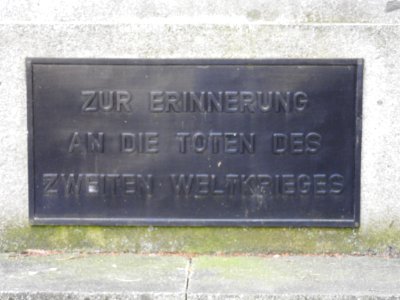 ZUR ERINNERUNG
AN DIE TOTEN DES
ZWEITEN WELTKRIEGES